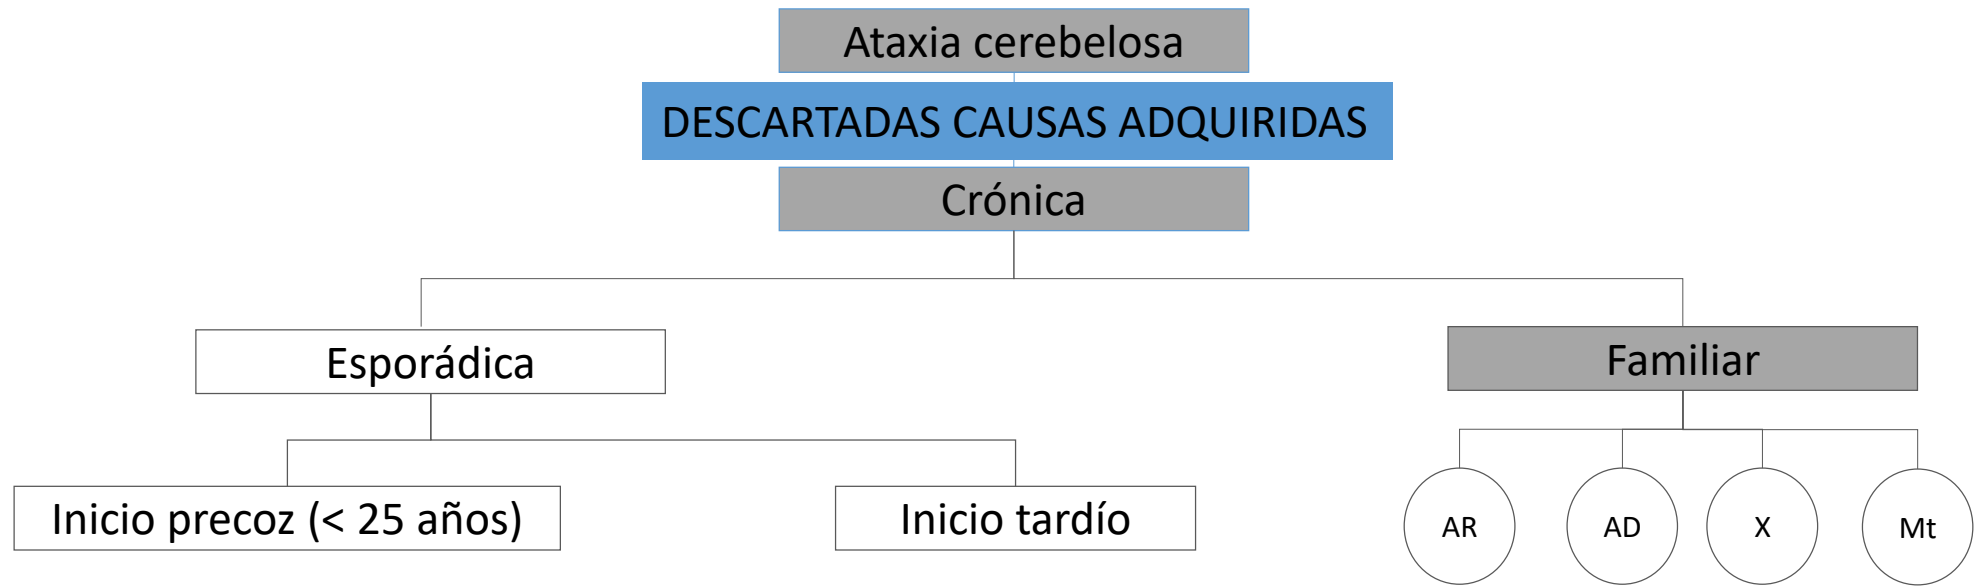 Ataxia cerebelosa
DESCARTADAS CAUSAS ADQUIRIDAS
Crónica
Esporádica
Familiar
Inicio precoz (< 25 años)
Inicio tardío
AR
AD
X
Mt